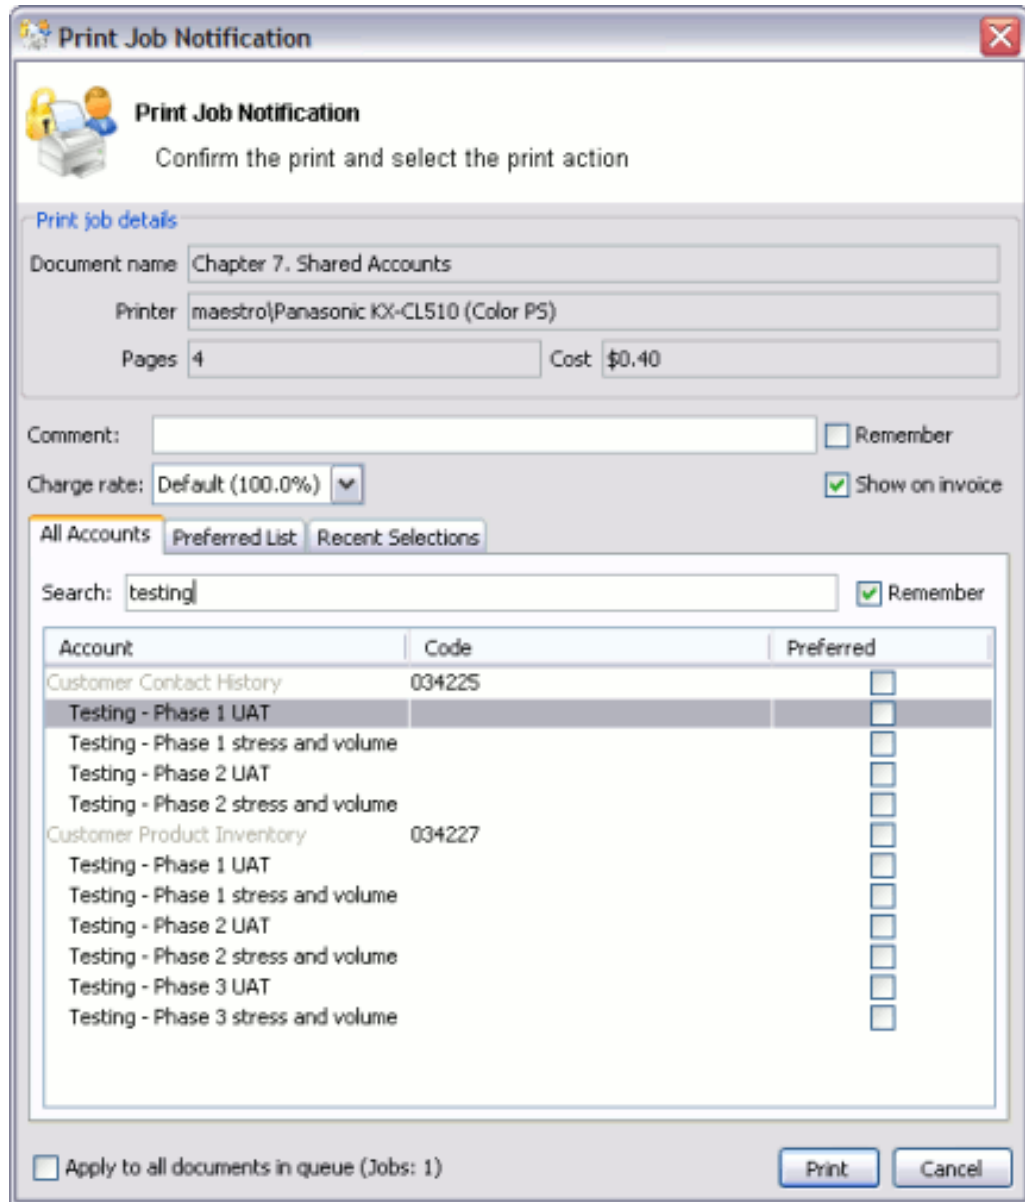 Print Job Notification
Print Job Notification
Confirm the print and select the print action
Print job details
Document name Chapter 7. Shared Accounts
Printer maestro\Panasonic KX-CL510 (Color PS)
Pages 4 Cost $0.40
Comment: Remember
Charge rate: Default (100.0%) Show on invoice
All Accounts Preferred List Recent Selections
Search: testing Remember
Account Code Preferred
Customer Contact History 034225
Testing - Phase 1 UAT
Testing - Phase 1 stress and volume
Testing - Phase 2 UAT
Testing - Phase 2 stress and volume
Customer Product Inventory 034227
Testing - Phase 1 UAT
Testing - Phase 1 stress and volume
Testing - Phase 2 UAT
Testing - Phase 2 stress and volume
Testing - Phase 3 UAT
Testing - Phase 3 stress and volume
Apply to all documents in queue (Jobs: 1) Print Cancel